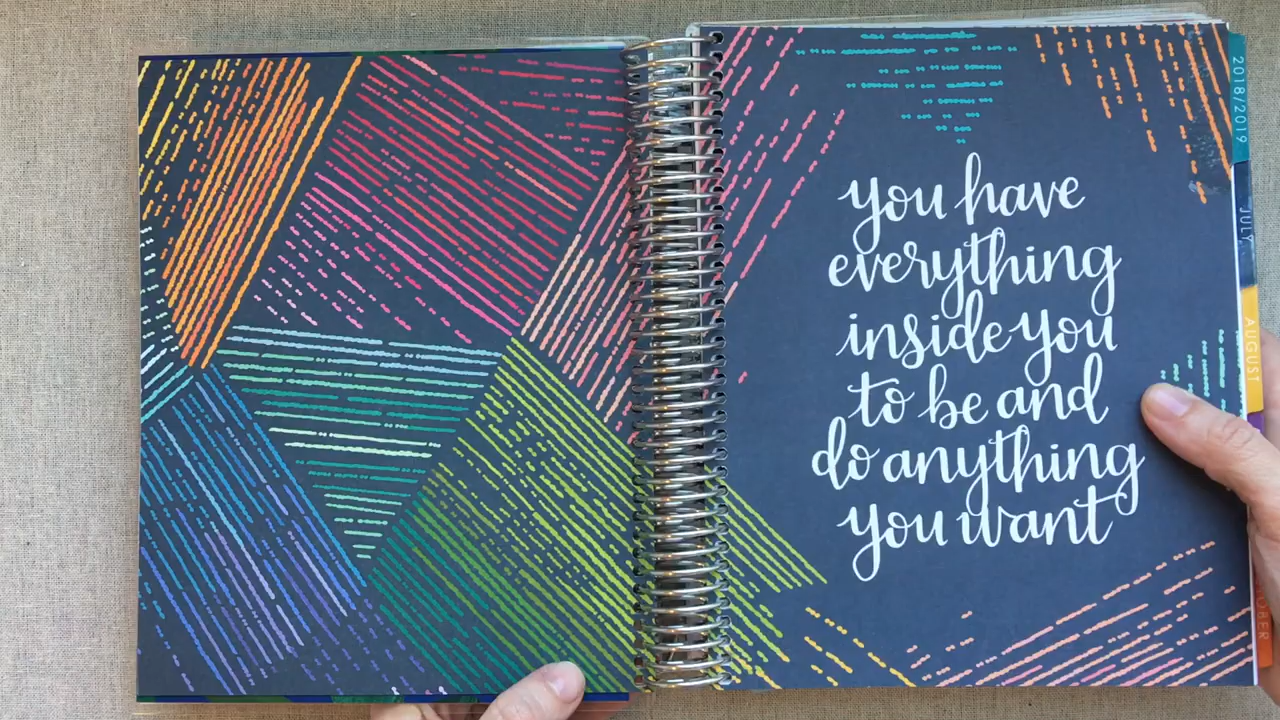 you have
everything
inside you
to be and
do anything
you want
2018/2019
JULY
AUGUST